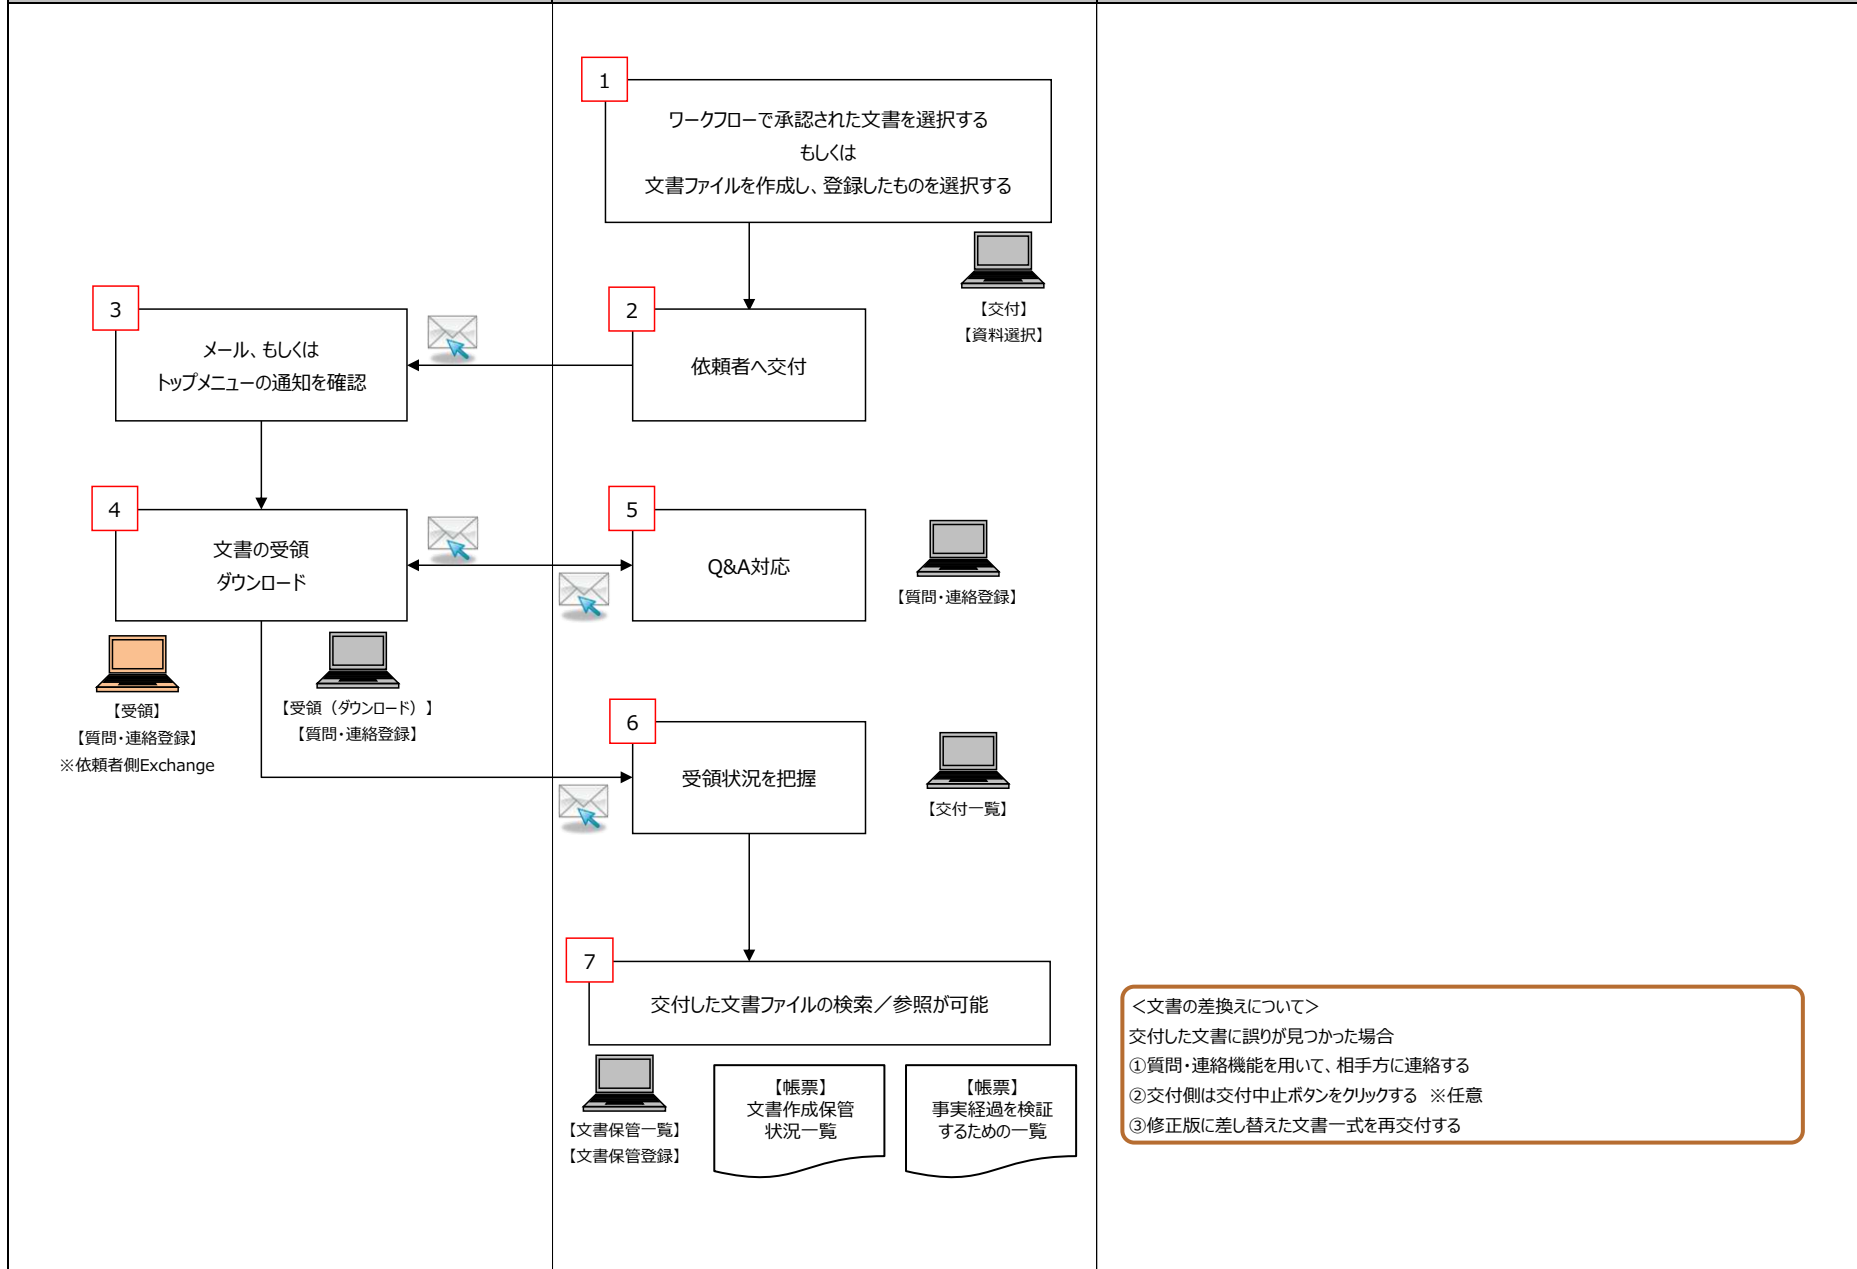 1
ワークフローで承認された文書を選択する
もしくは
文書ファイルを作成し、登録したものを選択する
【交付】
【資料選択】
2
依頼者へ交付
3
メール、もしくは
トップメニューの通知を確認
4
文書の受領
ダウンロード
【受領】
【質問・連絡登録】
※依頼者側Exchange
【受領（ダウンロード）】
【質問・連絡登録】
5
Q&A対応
【質問・連絡登録】
6
受領状況を把握
【交付一覧】
7
交付した文書ファイルの検索／参照が可能
【文書保管一覧】
【文書保管登録】
【帳票】
文書作成保管
状況一覧
【帳票】
事実経過を検証
するための一覧
＜文書の差換えについて＞
交付した文書に誤りが見つかった場合
①質問・連絡機能を用いて、相手方に連絡する
②交付側は交付中止ボタンをクリックする　※任意
③修正版に差し替えた文書一式を再交付する